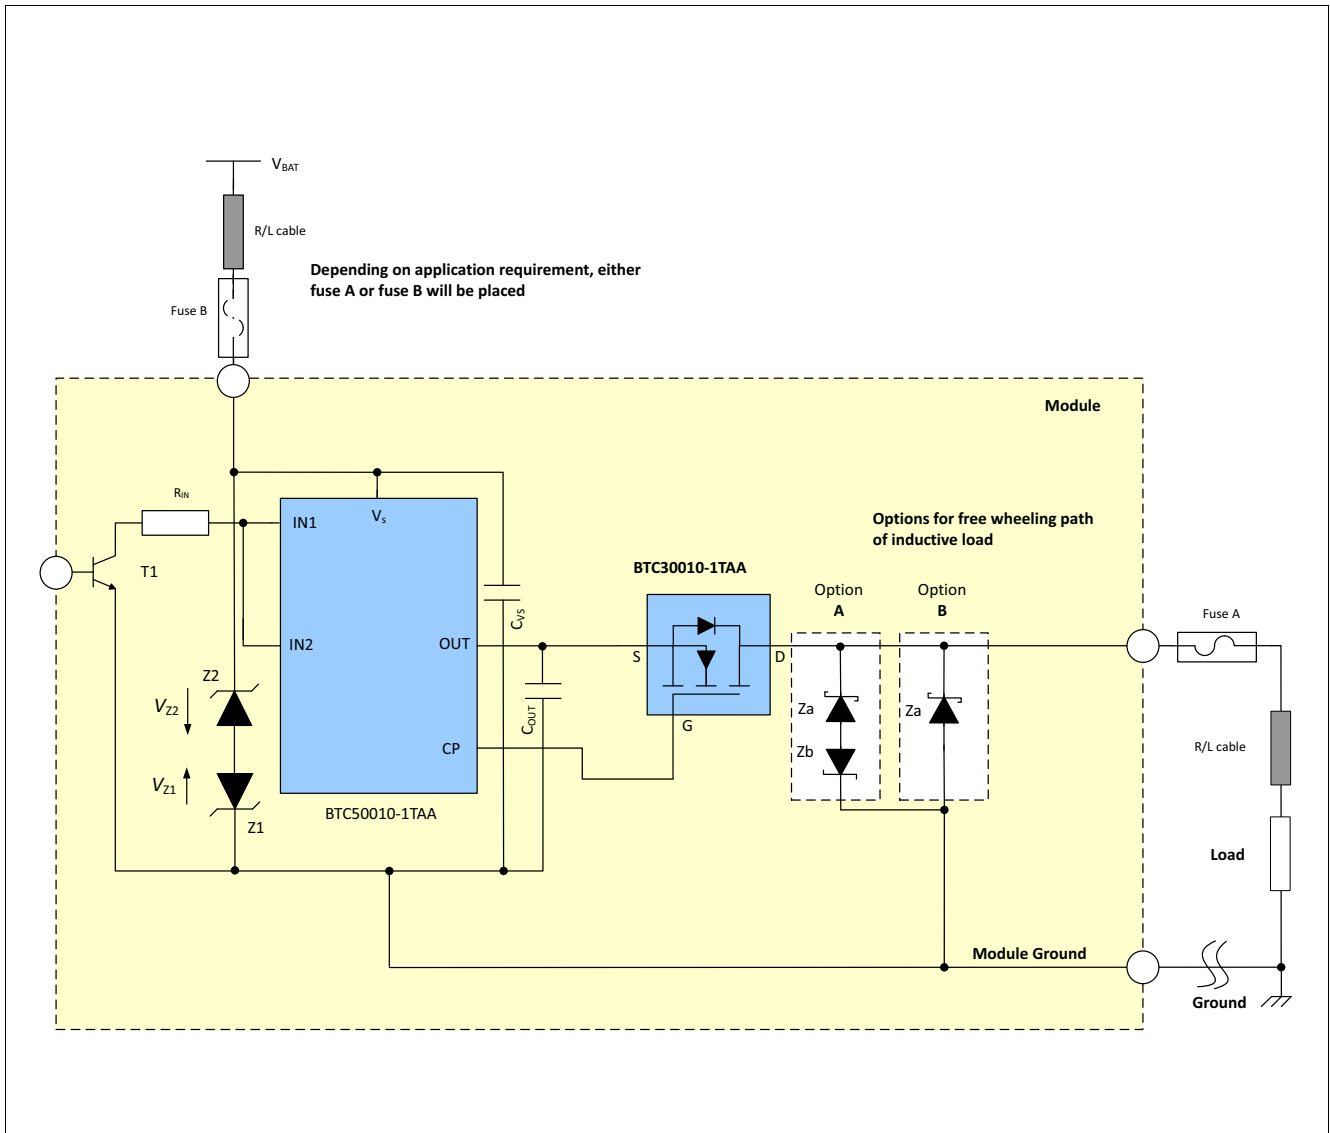 VBAT
R/L cable
Depending on application requirement, either
fuse A or fuse B will be placed
Fuse B
Module
RIN
IN1
Vs
Options for free wheeling path
of inductive load
T1
BTC30010-1TAA
Option
A
Option
B
Fuse A
CVS
IN2
OUT
S
D
Z2
VZ2
COUT
G
Za
Zb
Za
CP
R/L cable
VZ1
BTC50010-1TAA
Z1
Load
Module Ground
Ground